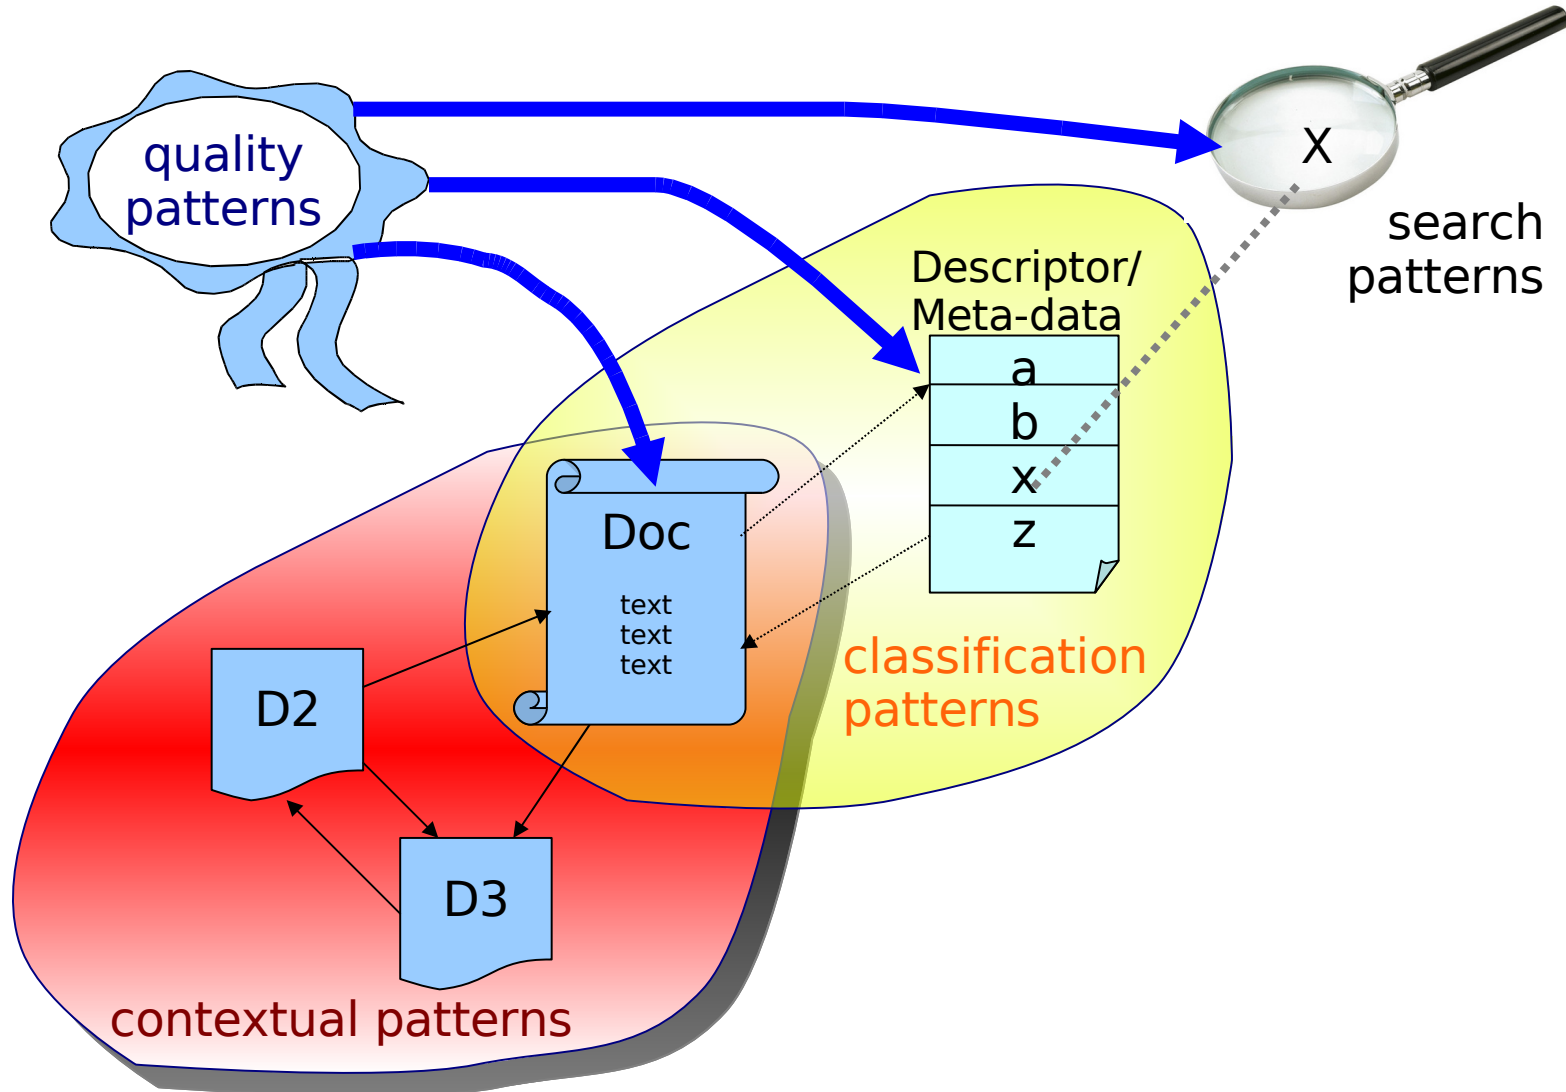 quality
patterns
X
search
patterns
Descriptor/
Meta-data
a
b
x
z
Doc
text
text
text
classification
patterns
D2
D3
contextual patterns